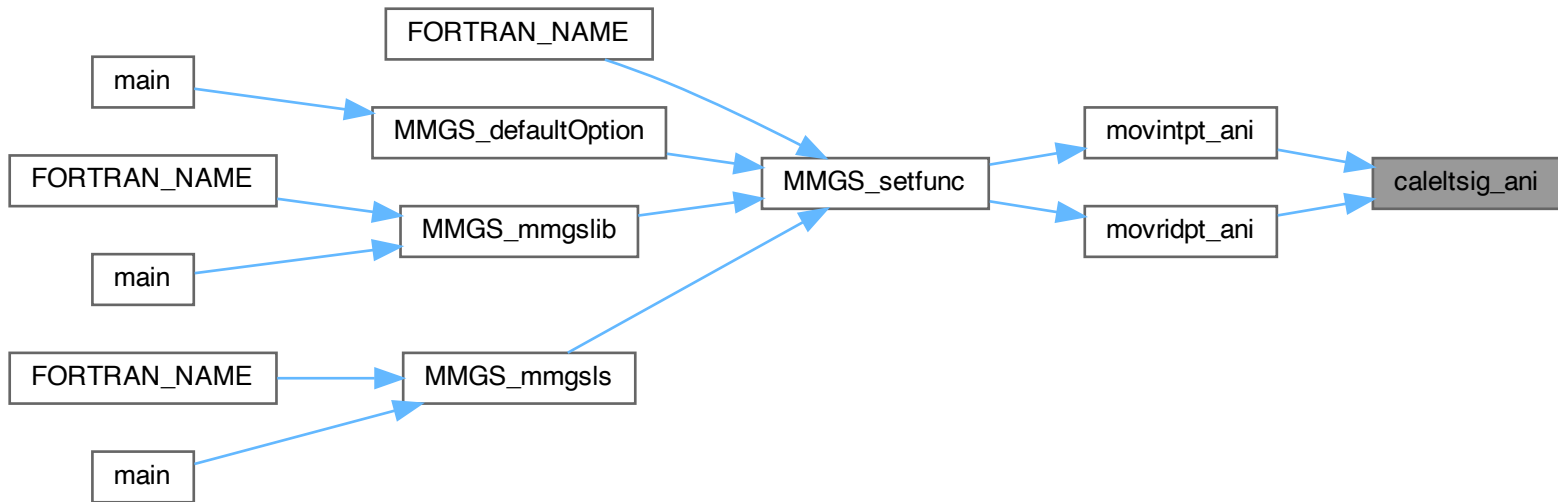 FORTRAN_NAME
main
MMGS_defaultOption
movintpt_ani
FORTRAN_NAME
MMGS_setfunc
caleltsig_ani
MMGS_mmgslib
movridpt_ani
main
FORTRAN_NAME
MMGS_mmgsls
main